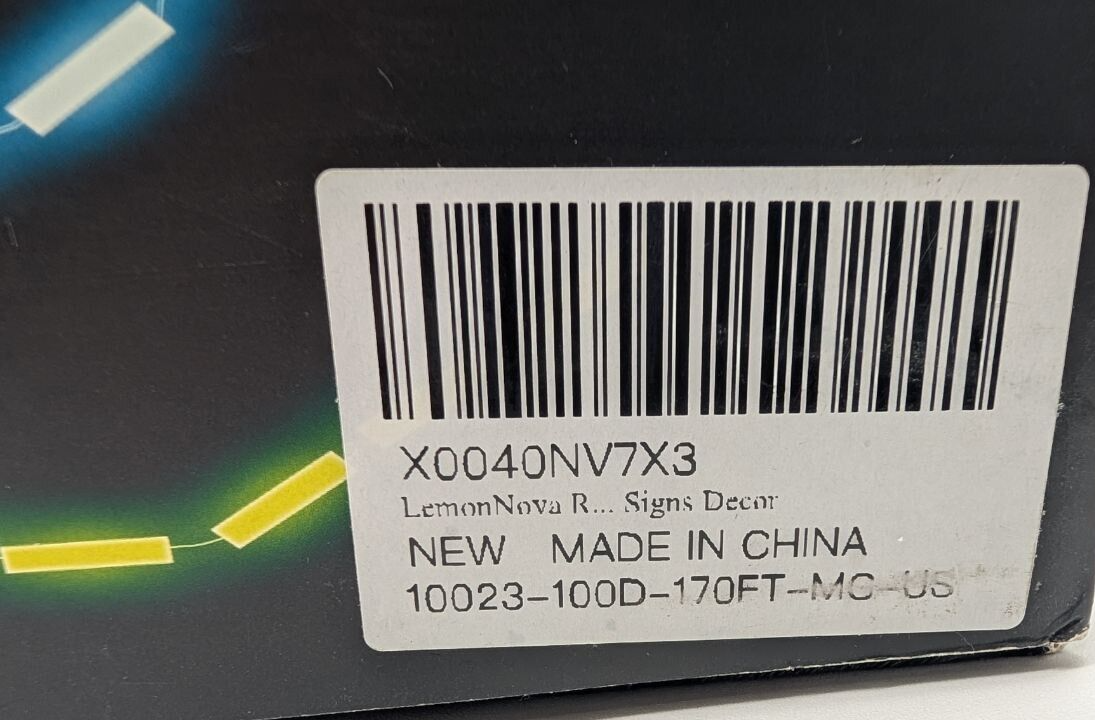 X0040NV7X3
LemonNova R... Signs Decor
NEW MADE IN CHINA
10023-100D-170FT-MC-US